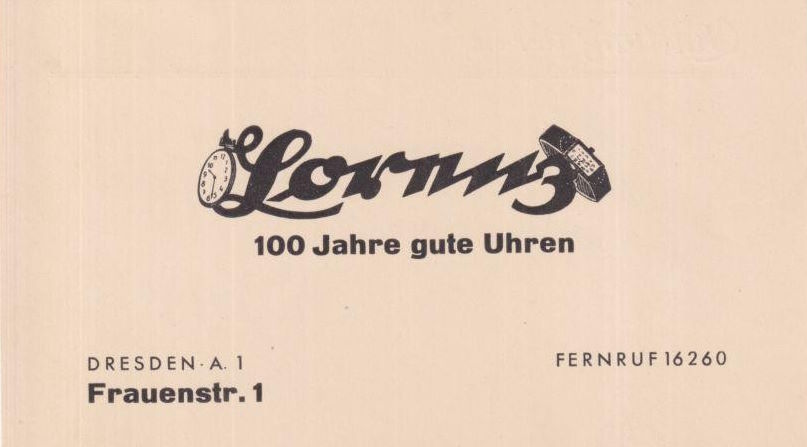 Lorenz
100 Jahre gute Uhren
DRESDEN-A. 1
Frauenstr. 1
FERNRUF 16260